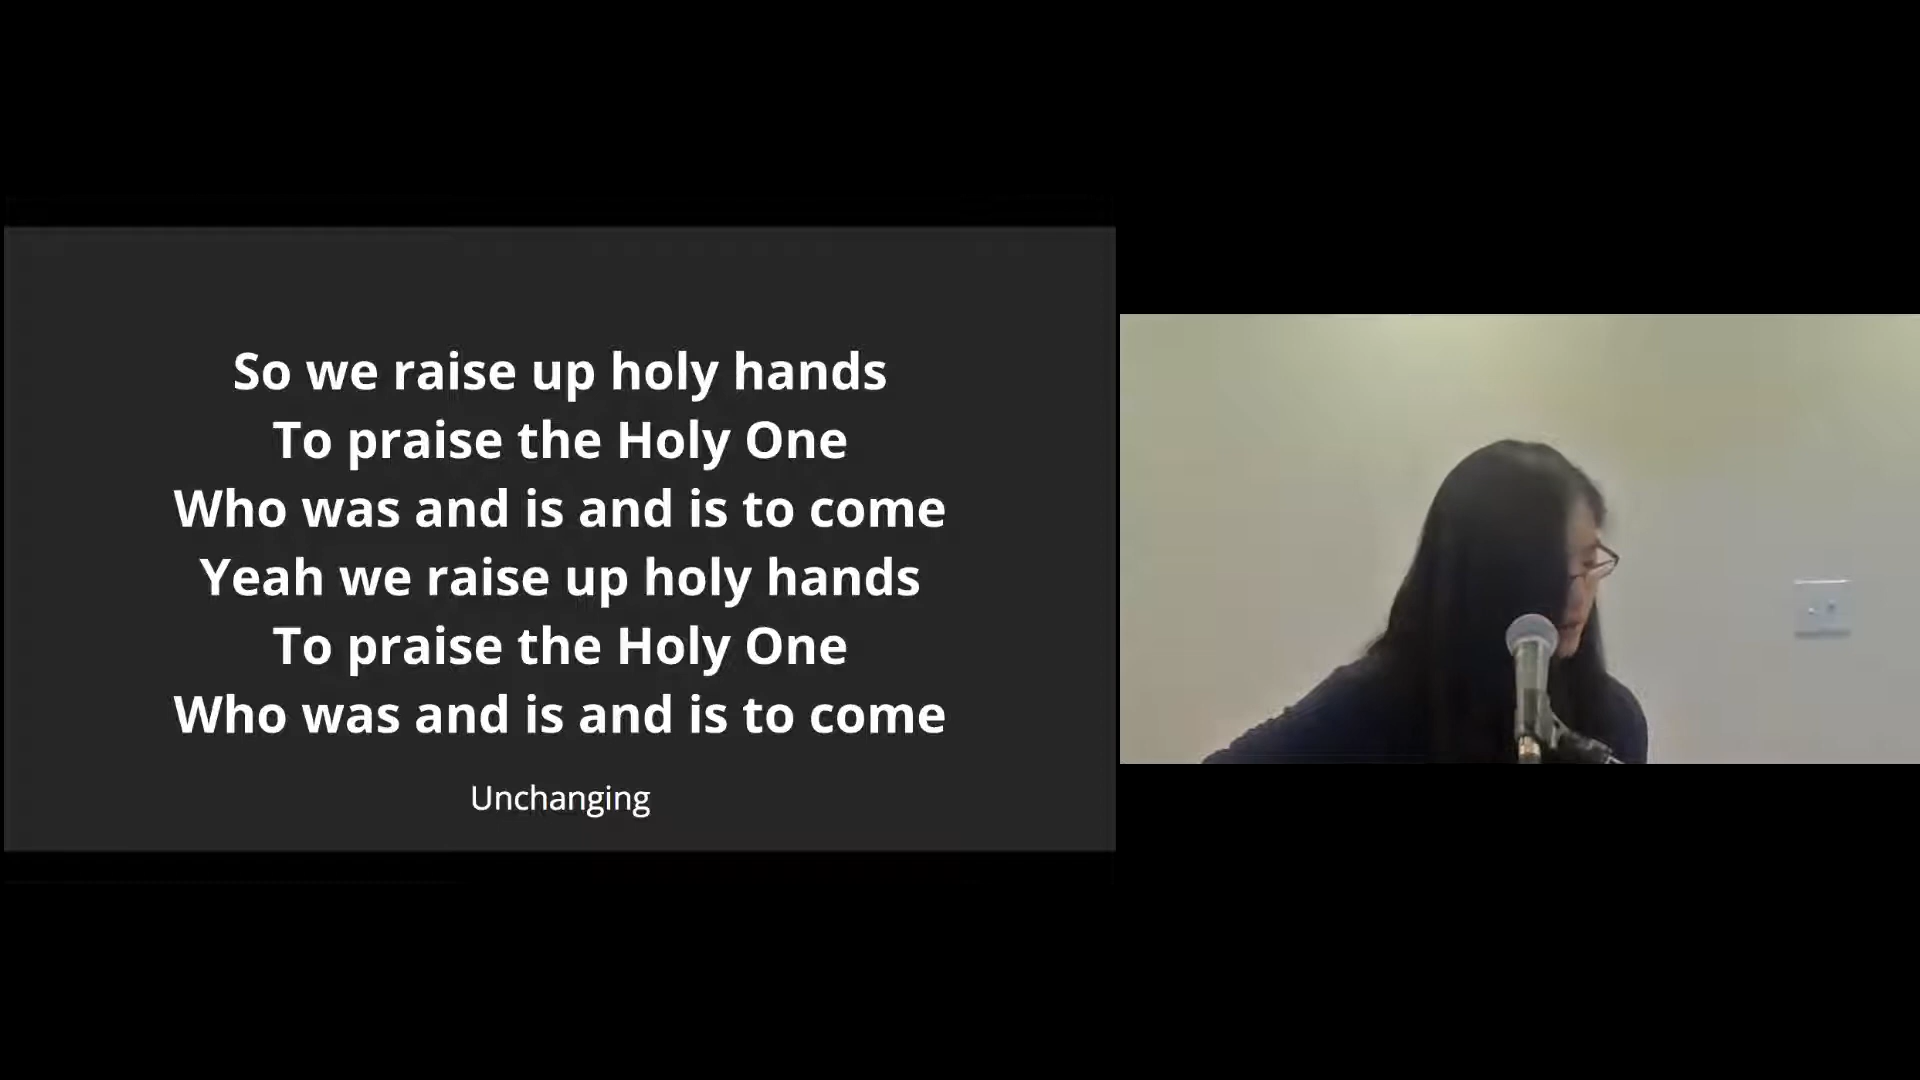 So we raise up holy hands
To praise the Holy One
Who was and is and is to come
Yeah we raise up holy hands
To praise the Holy One
Who was and is and is to come
Unchanging